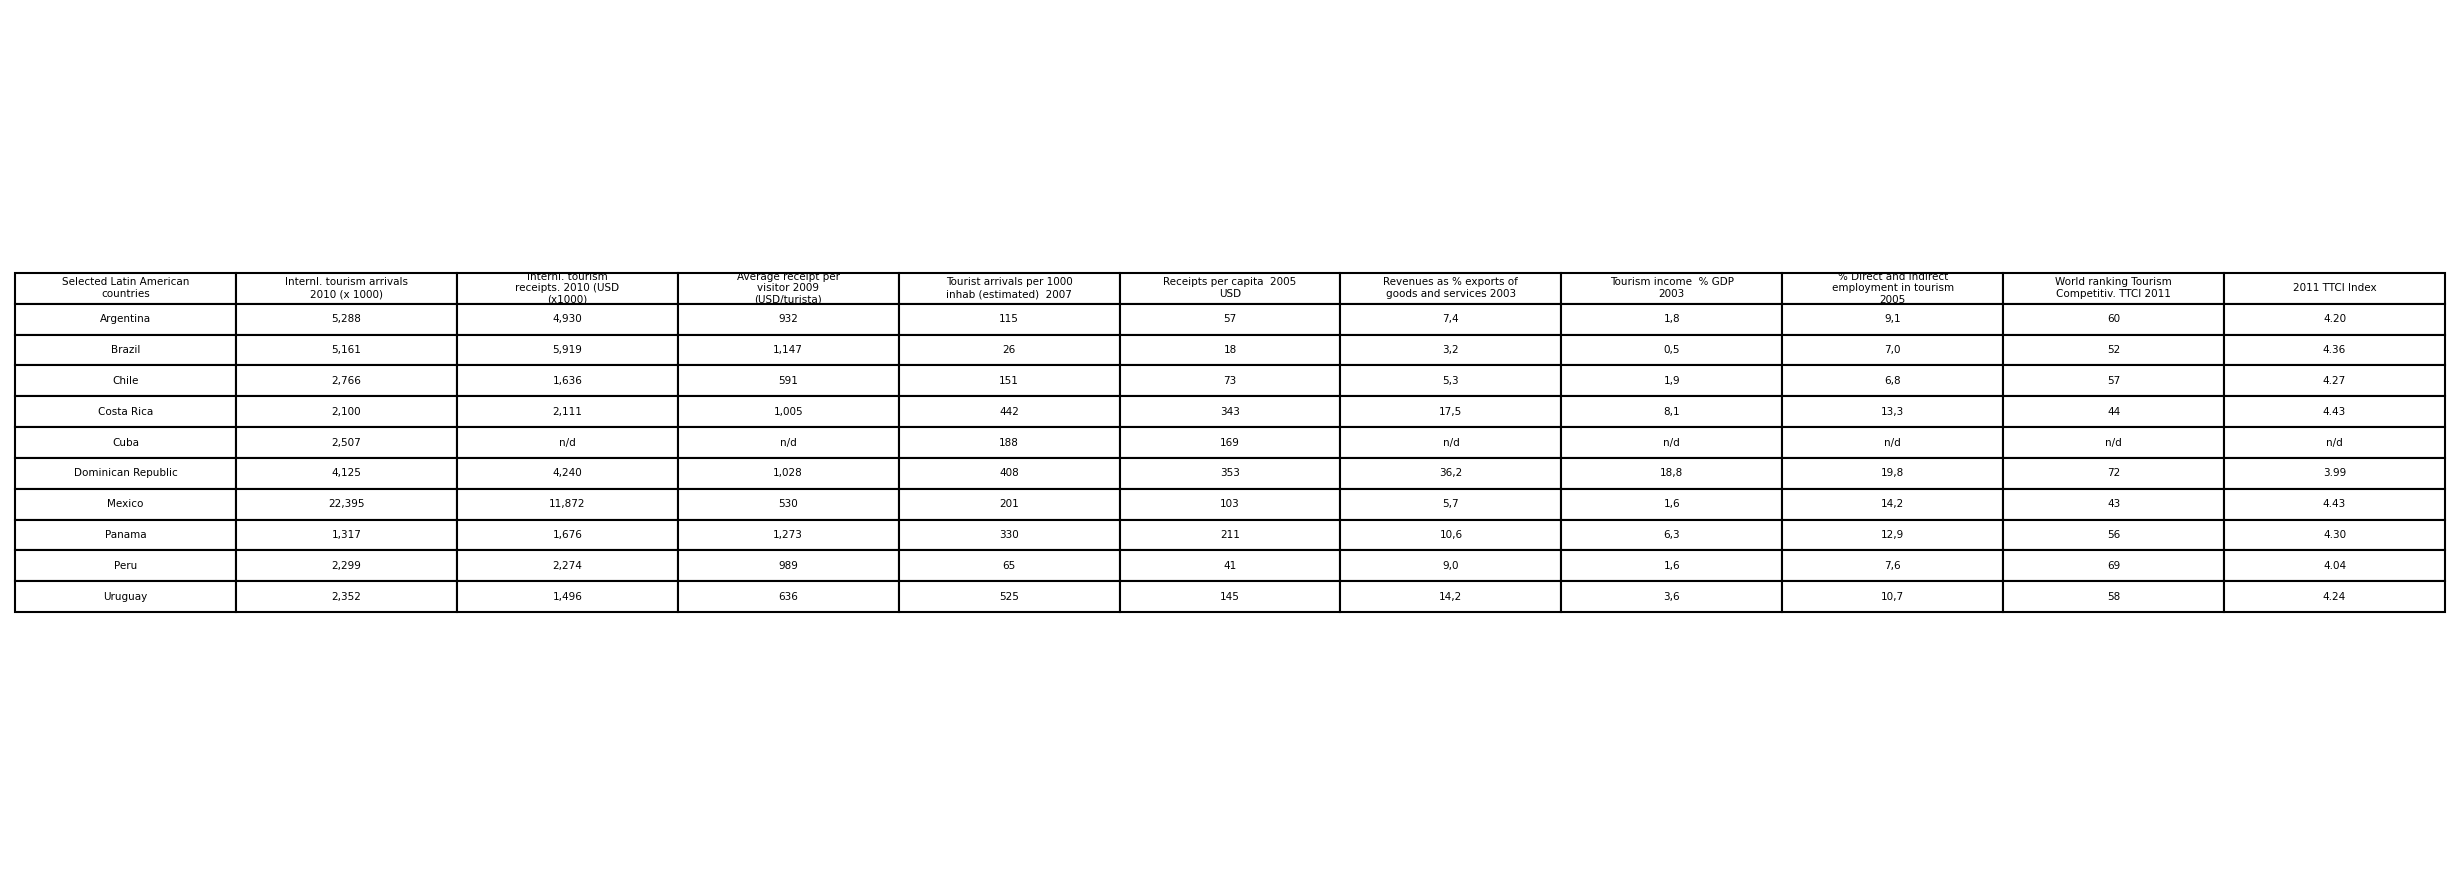 Selected Latin American countries | Internl. tourism arrivals 2010 (x 1000) | Internl. tourism receipts. 2010 (USD (x1000) | Average receipt per visitor 2009 (USD/turista) | Tourist arrivals per 1000 inhab (estimated)  2007 | Receipts per capita  2005 USD | Revenues as % exports of goods and services 2003 | Tourism income  % GDP 2003 | % Direct and indirect employment in tourism 2005 | World ranking Tourism Competitiv. TTCI 2011 | 2011 TTCI Index
Argentina | 5,288 | 4,930 | 932 | 115 | 57 | 7,4 | 1,8 | 9,1 | 60 | 4.20
Brazil | 5,161 | 5,919 | 1,147 | 26 | 18 | 3,2 | 0,5 | 7,0 | 52 | 4.36
Chile | 2,766 | 1,636 | 591 | 151 | 73 | 5,3 | 1,9 | 6,8 | 57 | 4.27
Costa Rica | 2,100 | 2,111 | 1,005 | 442 | 343 | 17,5 | 8,1 | 13,3 | 44 | 4.43
Cuba | 2,507 | n/d | n/d | 188 | 169 | n/d | n/d | n/d | n/d | n/d
Dominican Republic | 4,125 | 4,240 | 1,028 | 408 | 353 | 36,2 | 18,8 | 19,8 | 72 | 3.99
Mexico | 22,395 | 11,872 | 530 | 201 | 103 | 5,7 | 1,6 | 14,2 | 43 | 4.43
Panama | 1,317 | 1,676 | 1,273 | 330 | 211 | 10,6 | 6,3 | 12,9 | 56 | 4.30
Peru | 2,299 | 2,274 | 989 | 65 | 41 | 9,0 | 1,6 | 7,6 | 69 | 4.04
Uruguay | 2,352 | 1,496 | 636 | 525 | 145 | 14,2 | 3,6 | 10,7 | 58 | 4.24